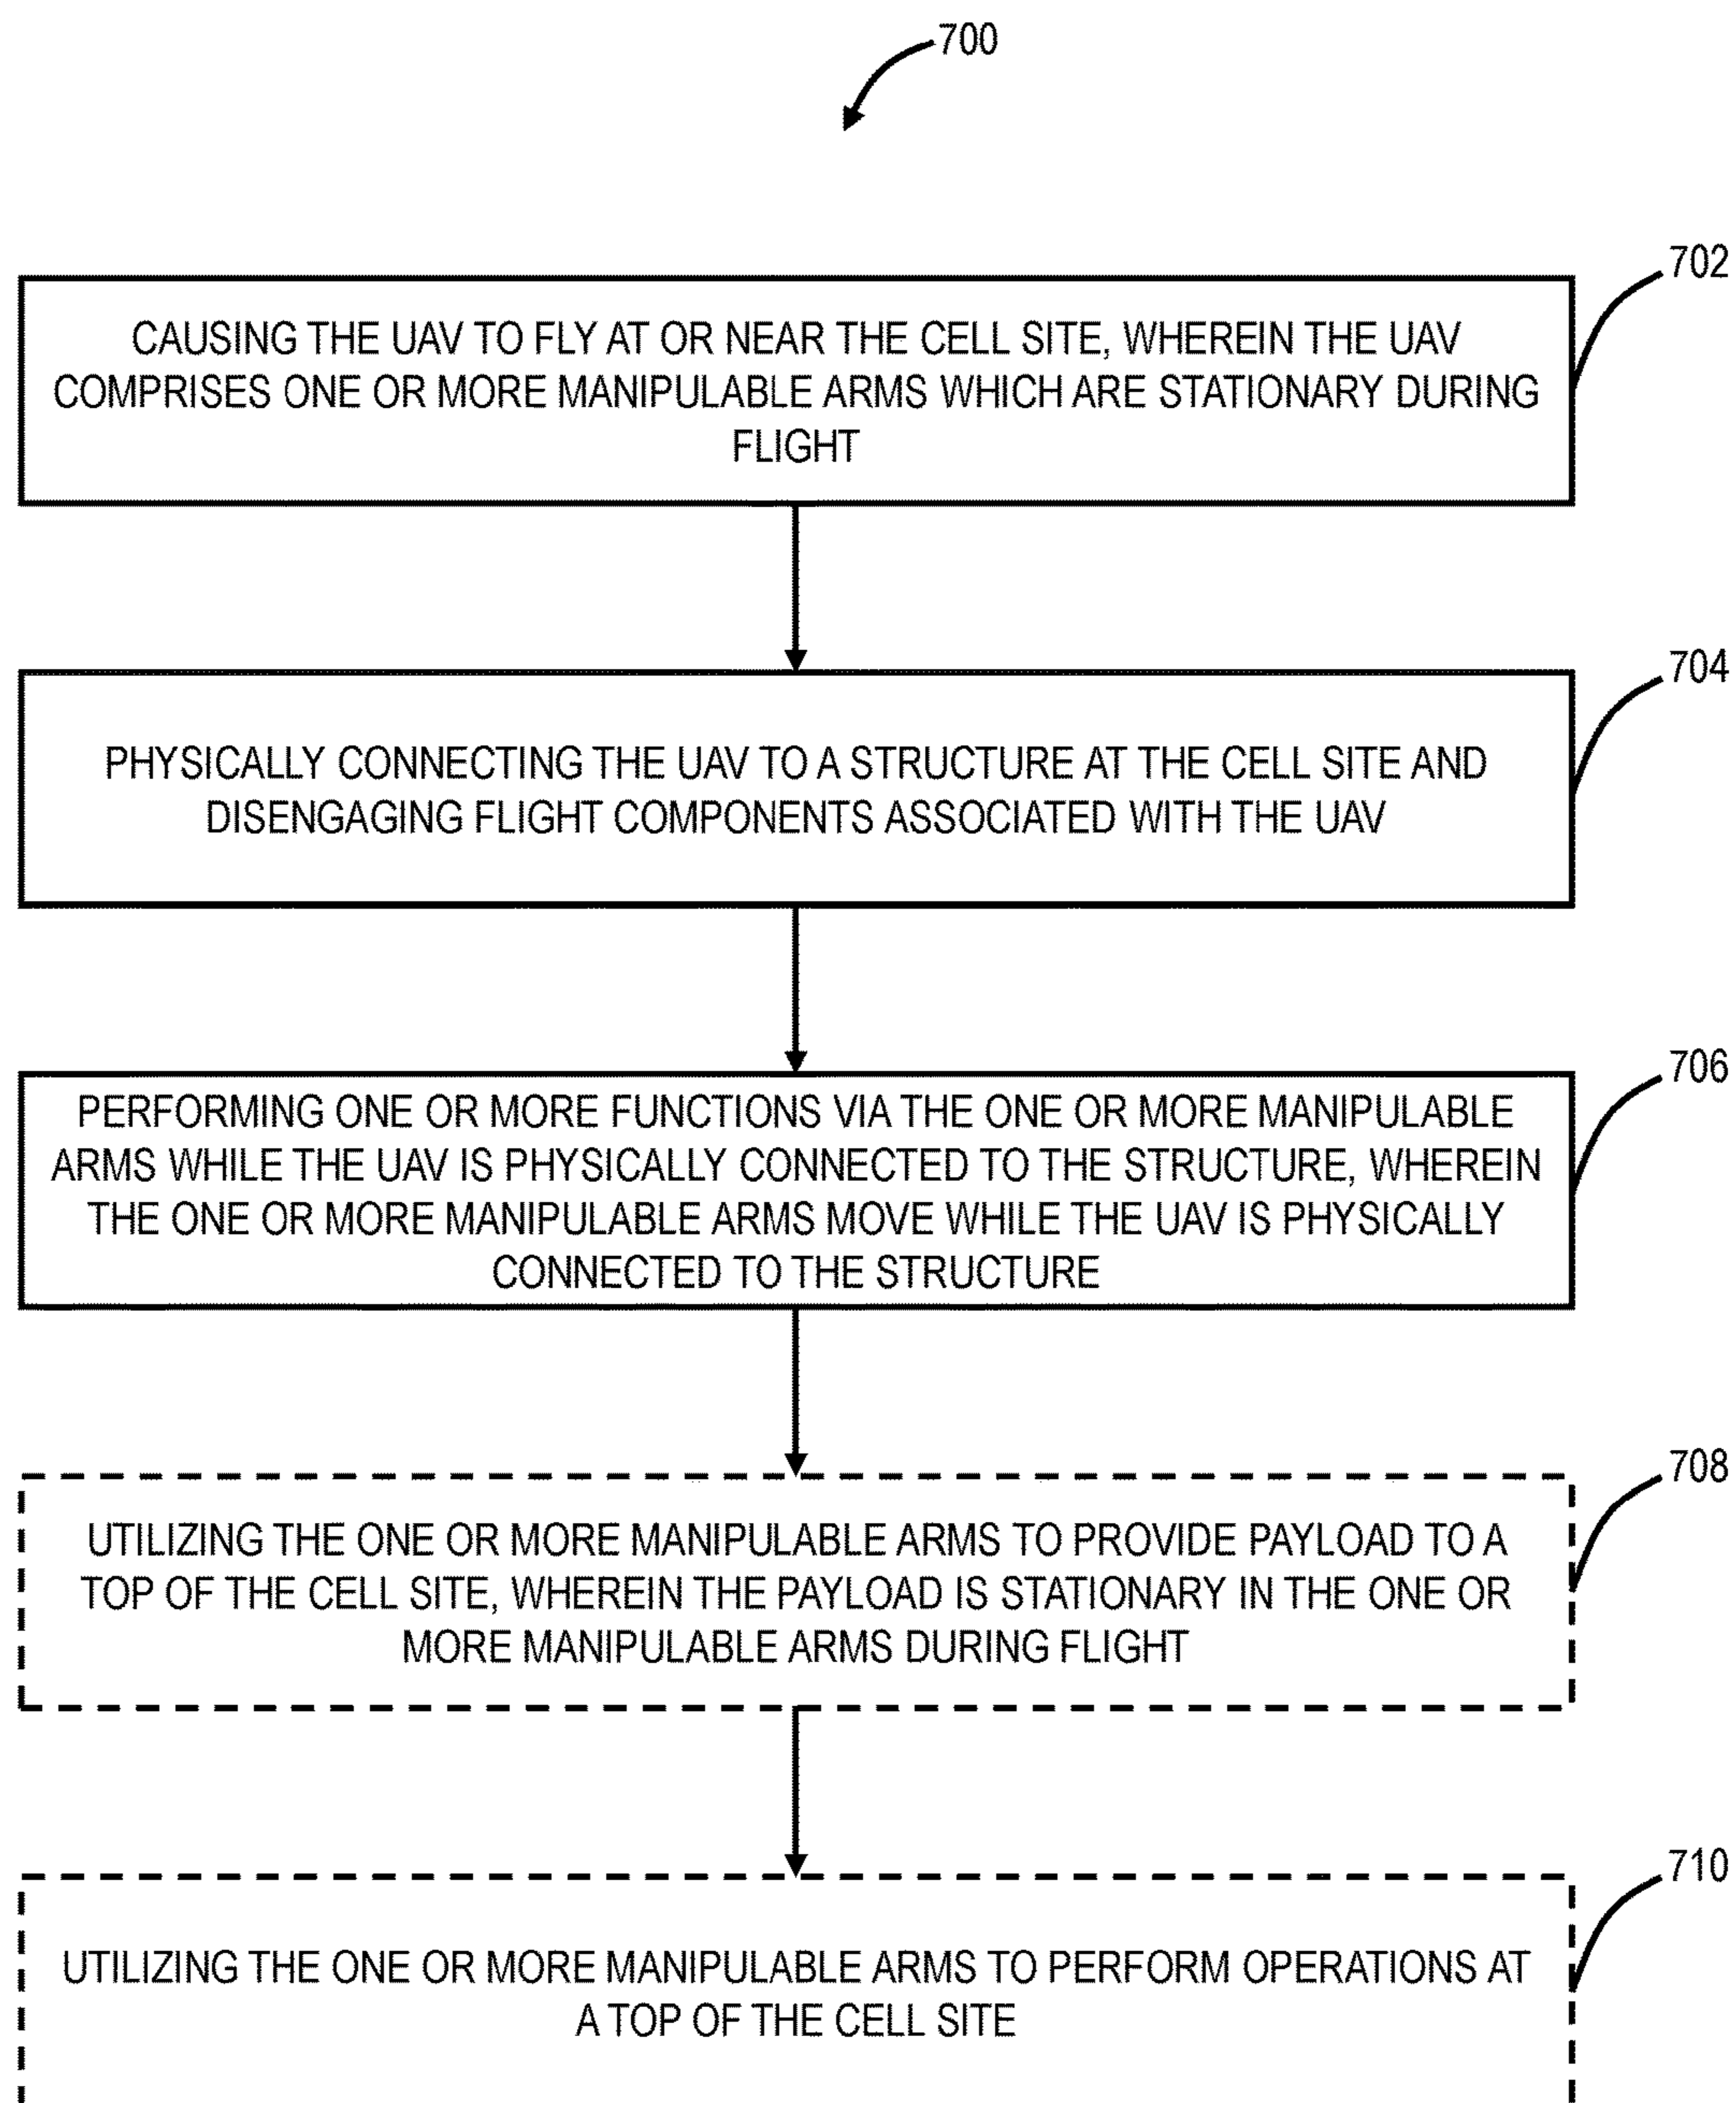 700
702
CAUSING THE UAV TO FLY AT OR NEAR THE CELL SITE, WHEREIN THE UAV
COMPRISES ONE OR MORE MANIPULABLE ARMS WHICH ARE STATIONARY DURING
FLIGHT
704
PHYSICALLY CONNECTING THE UAV TO A STRUCTURE AT THE CELL SITE AND
DISENGAGING FLIGHT COMPONENTS ASSOCIATED WITH THE UAV
706
PERFORMING ONE OR MORE FUNCTIONS VIA THE ONE OR MORE MANIPULABLE
ARMS WHILE THE UAV IS PHYSICALLY CONNECTED TO THE STRUCTURE, WHEREIN
THE ONE OR MORE MANIPULABLE ARMS MOVE WHILE THE UAV IS PHYSICALLY
CONNECTED TO THE STRUCTURE
708
UTILIZING THE ONE OR MORE MANIPULABLE ARMS TO PROVIDE PAYLOAD TO A
TOP OF THE CELL SITE, WHEREIN THE PAYLOAD IS STATIONARY IN THE ONE OR
MORE MANIPULABLE ARMS DURING FLIGHT
710
UTILIZING THE ONE OR MORE MANIPULABLE ARMS TO PERFORM OPERATIONS AT
A TOP OF THE CELL SITE